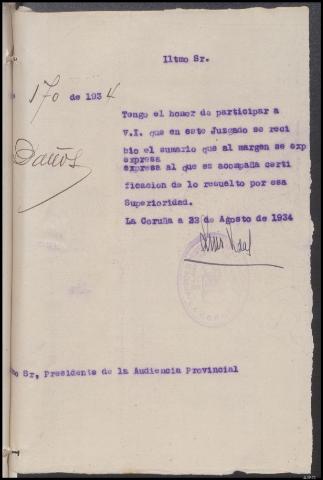 Iltmo Sr.
170 de 1934
Tengo el honor de participar a
V.I. que en este Juzgado se reci
bio el sumario que al margen se exp
expresa
expresa al que se acompaña certi
Daños
ficacion de lo resuelto por esa
Superioridad.
La Coruña a 22 de Agosto de 1934
mo Sr, Presidente de la Audiencia Provincial